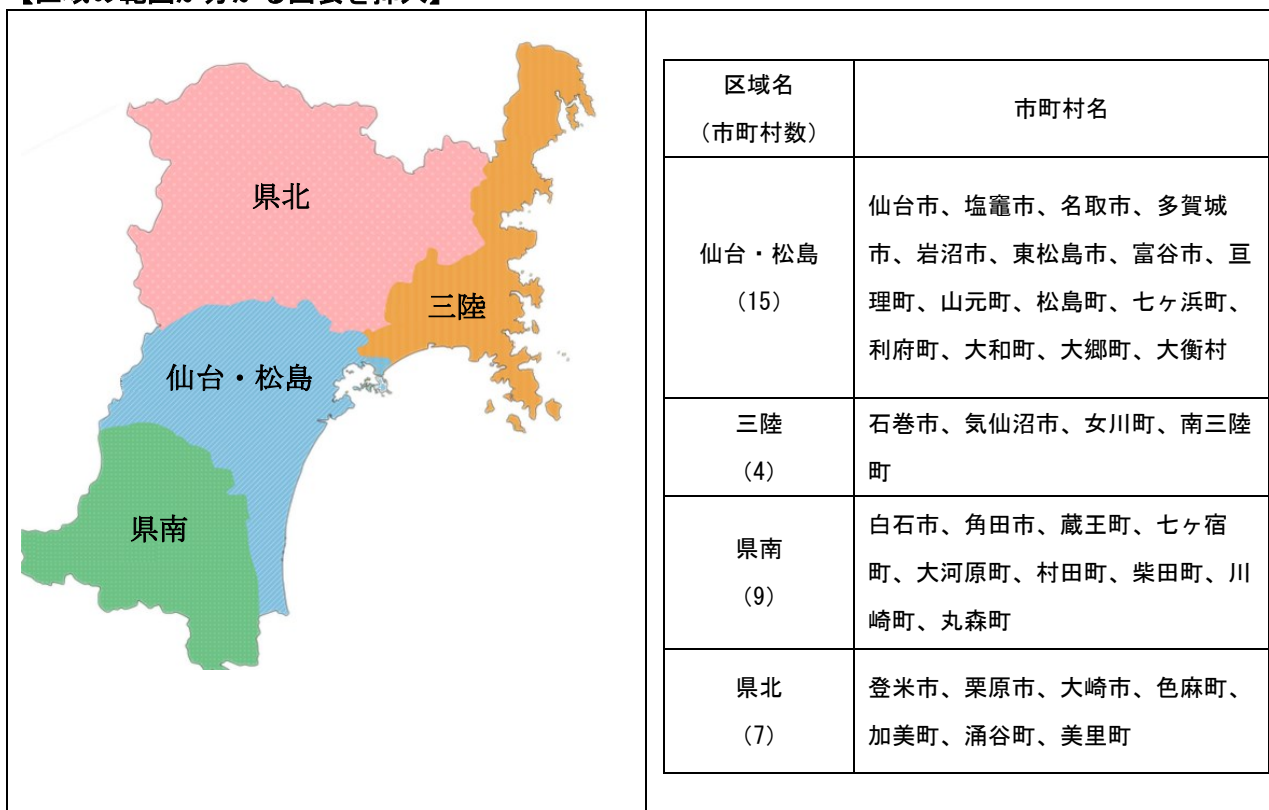 県北
三陸
仙台・松島
県南
区域名
(市町村数)
市町村名
仙台・松島
(15)
仙台市、塩竈市、名取市、多賀城
市、岩沼市、東松島市、富谷市、亘
理町、山元町、松島町、七ヶ浜町、
利府町、大和町、大郷町、大衡村
三陸
(4)
石巻市、気仙沼市、女川町、南三陸
町
県南
(9)
白石市、角田市、蔵王町、七ヶ宿
町、大河原町、村田町、柴田町、川
崎町、丸森町
県北
(7)
登米市、栗原市、大崎市、色麻町、
加美町、涌谷町、美里町